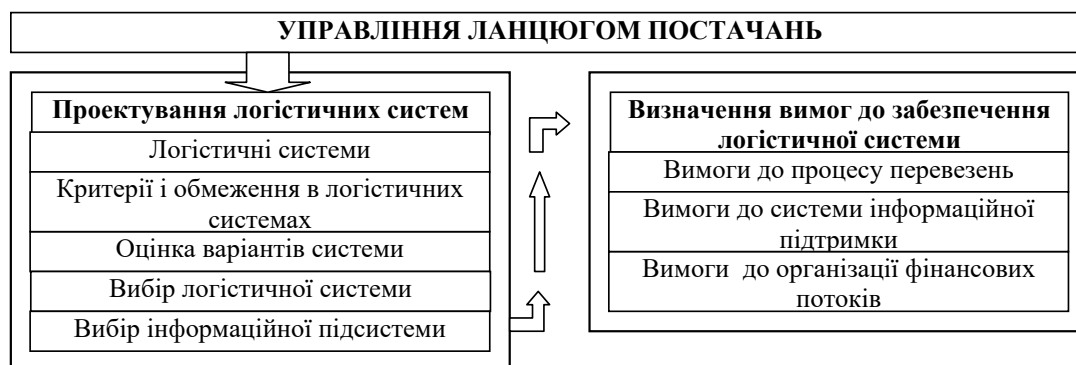 УПРАВЛІННЯ ЛАНЦЮГОМ ПОСТАЧАНЬ
Проектування логістичних систем
Логістичні системи
Критерії і обмеження в логістичних
системах
Оцінка варіантів системи
Вибір логістичної системи
Вибір інформаційної підсистеми
Визначення вимог до забезпечення
логістичної системи
Вимоги до процесу перевезень
Вимоги до системи інформаційної
підтримки
Вимоги до організації фінансових
потоків